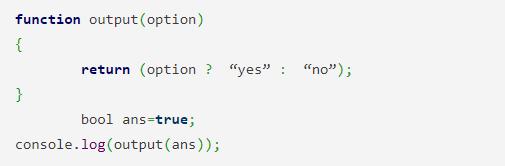 function output(option)
{
return (option ? “yes” : “no”);
}
bool ans=true;
console.log(output(ans));